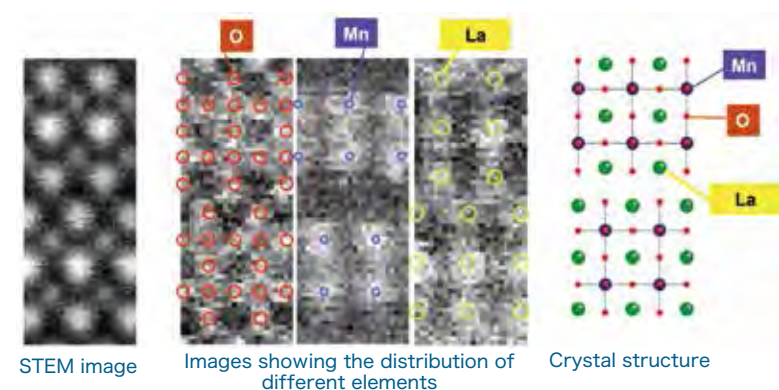 O
Mn
La
Mn
O
La
STEM image
Images showing the distribution of
different elements
Crystal structure